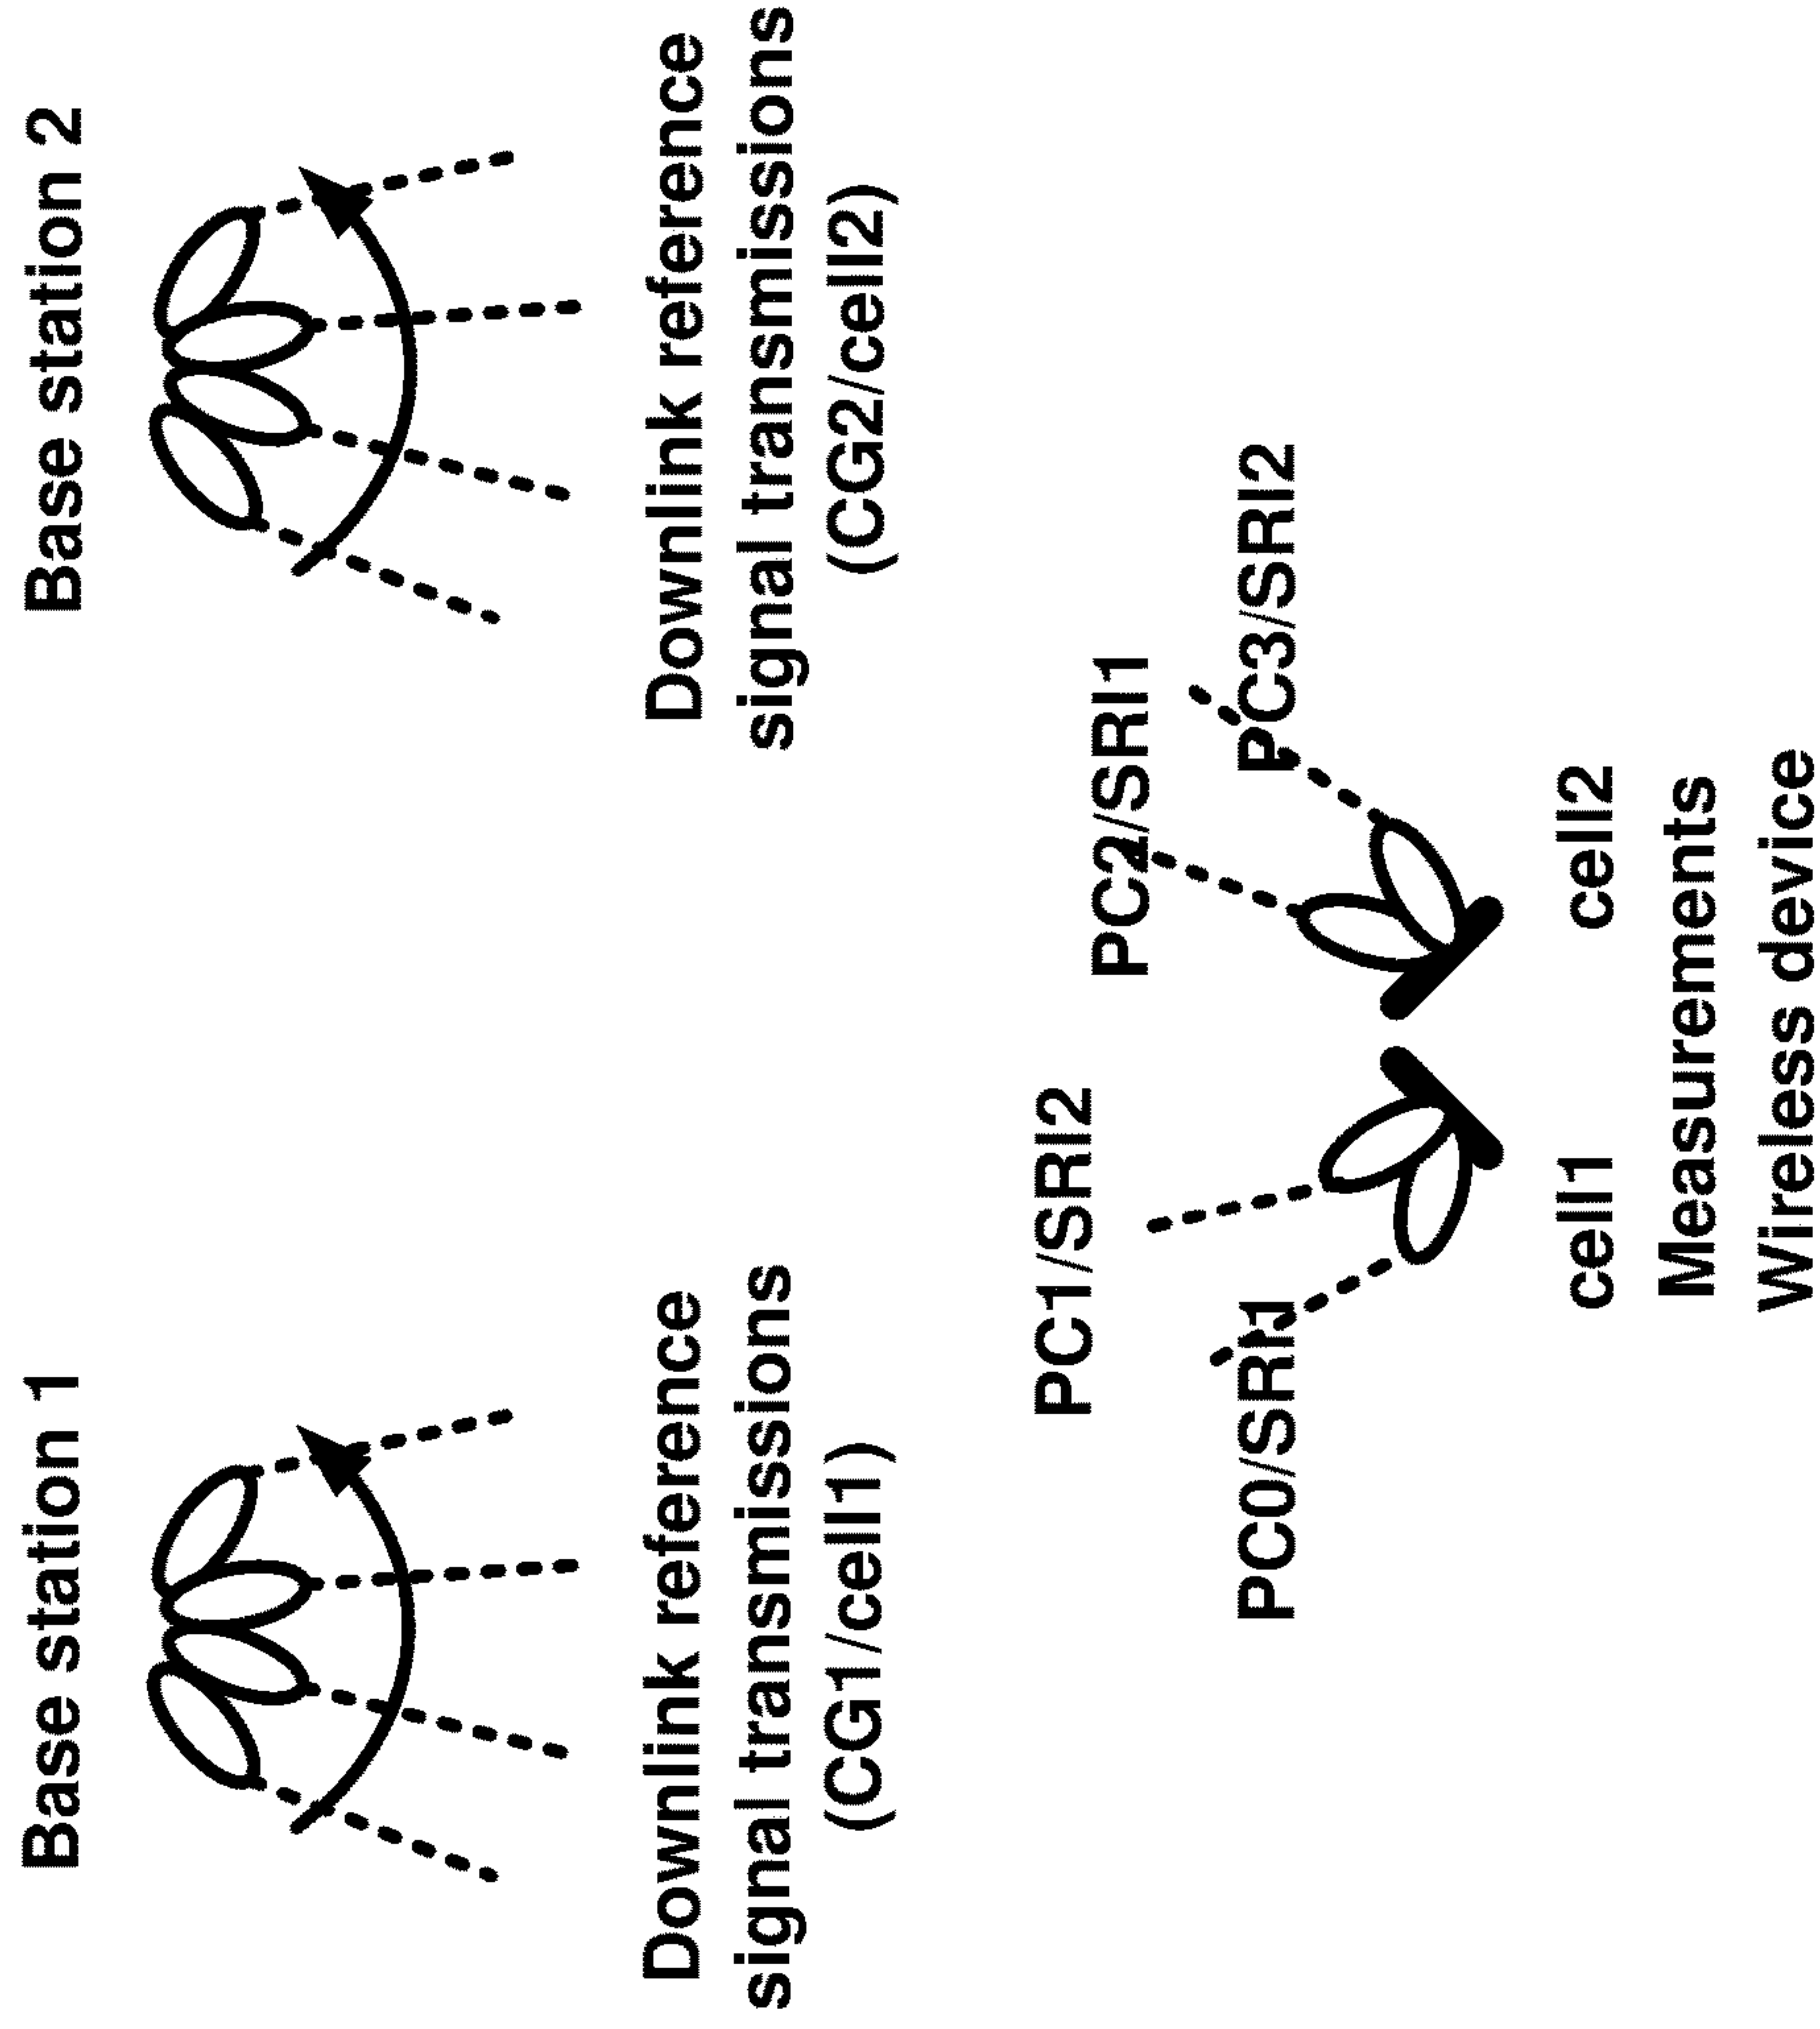 Base station 1
Downlink reference
signal transmissions
(CG1/cell1)
Base station 2
Downlink reference
signal transmissions
(CG2/cell2)
PC1/SRI2
PC0/SRI1
PC2/SRI1
PC3/SRI2
cell1
cell2
Measurements
Wireless device